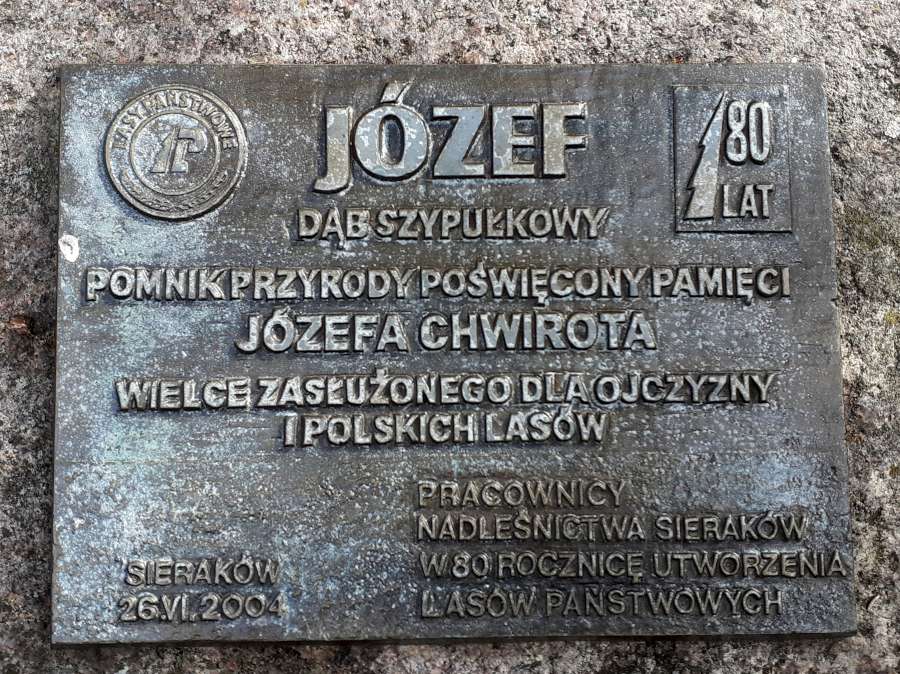 LASY PAŃSTWOWE
LP
JÓZEF
80
LAT
DĄB SZYPUŁKOWY
POMNIK PRZYRODY POŚWIĘCONY PAMIĘCI
JÓZEFA CHWIROTA
WIELCE ZASŁUŻONEGO DLA OJCZYZNY
I POLSKICH LASÓW
PRACOWNICY
NADLEŚNICTWA SIERAKÓW
W 80 ROCZNICĘ UTWORZENIA
LASÓW PAŃSTWOWYCH
SIERAKÓW
26.VI.2004